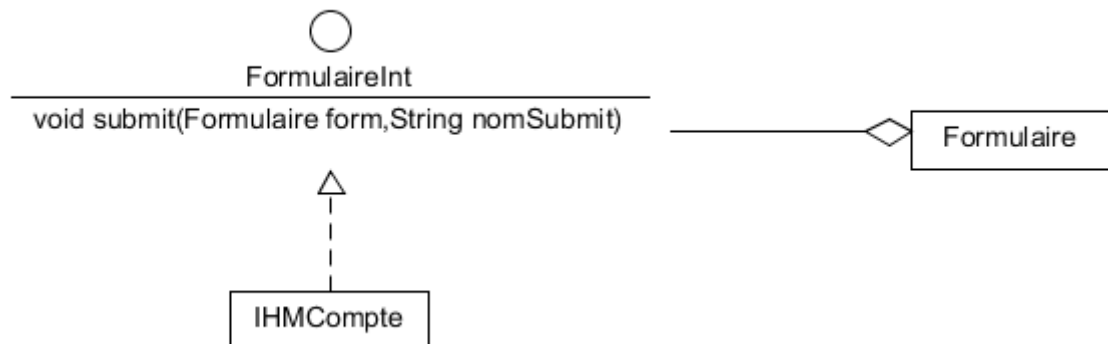 FormulaireInt
void submit(Formulaire form,String nomSubmit)
Formulaire
IHMCompte